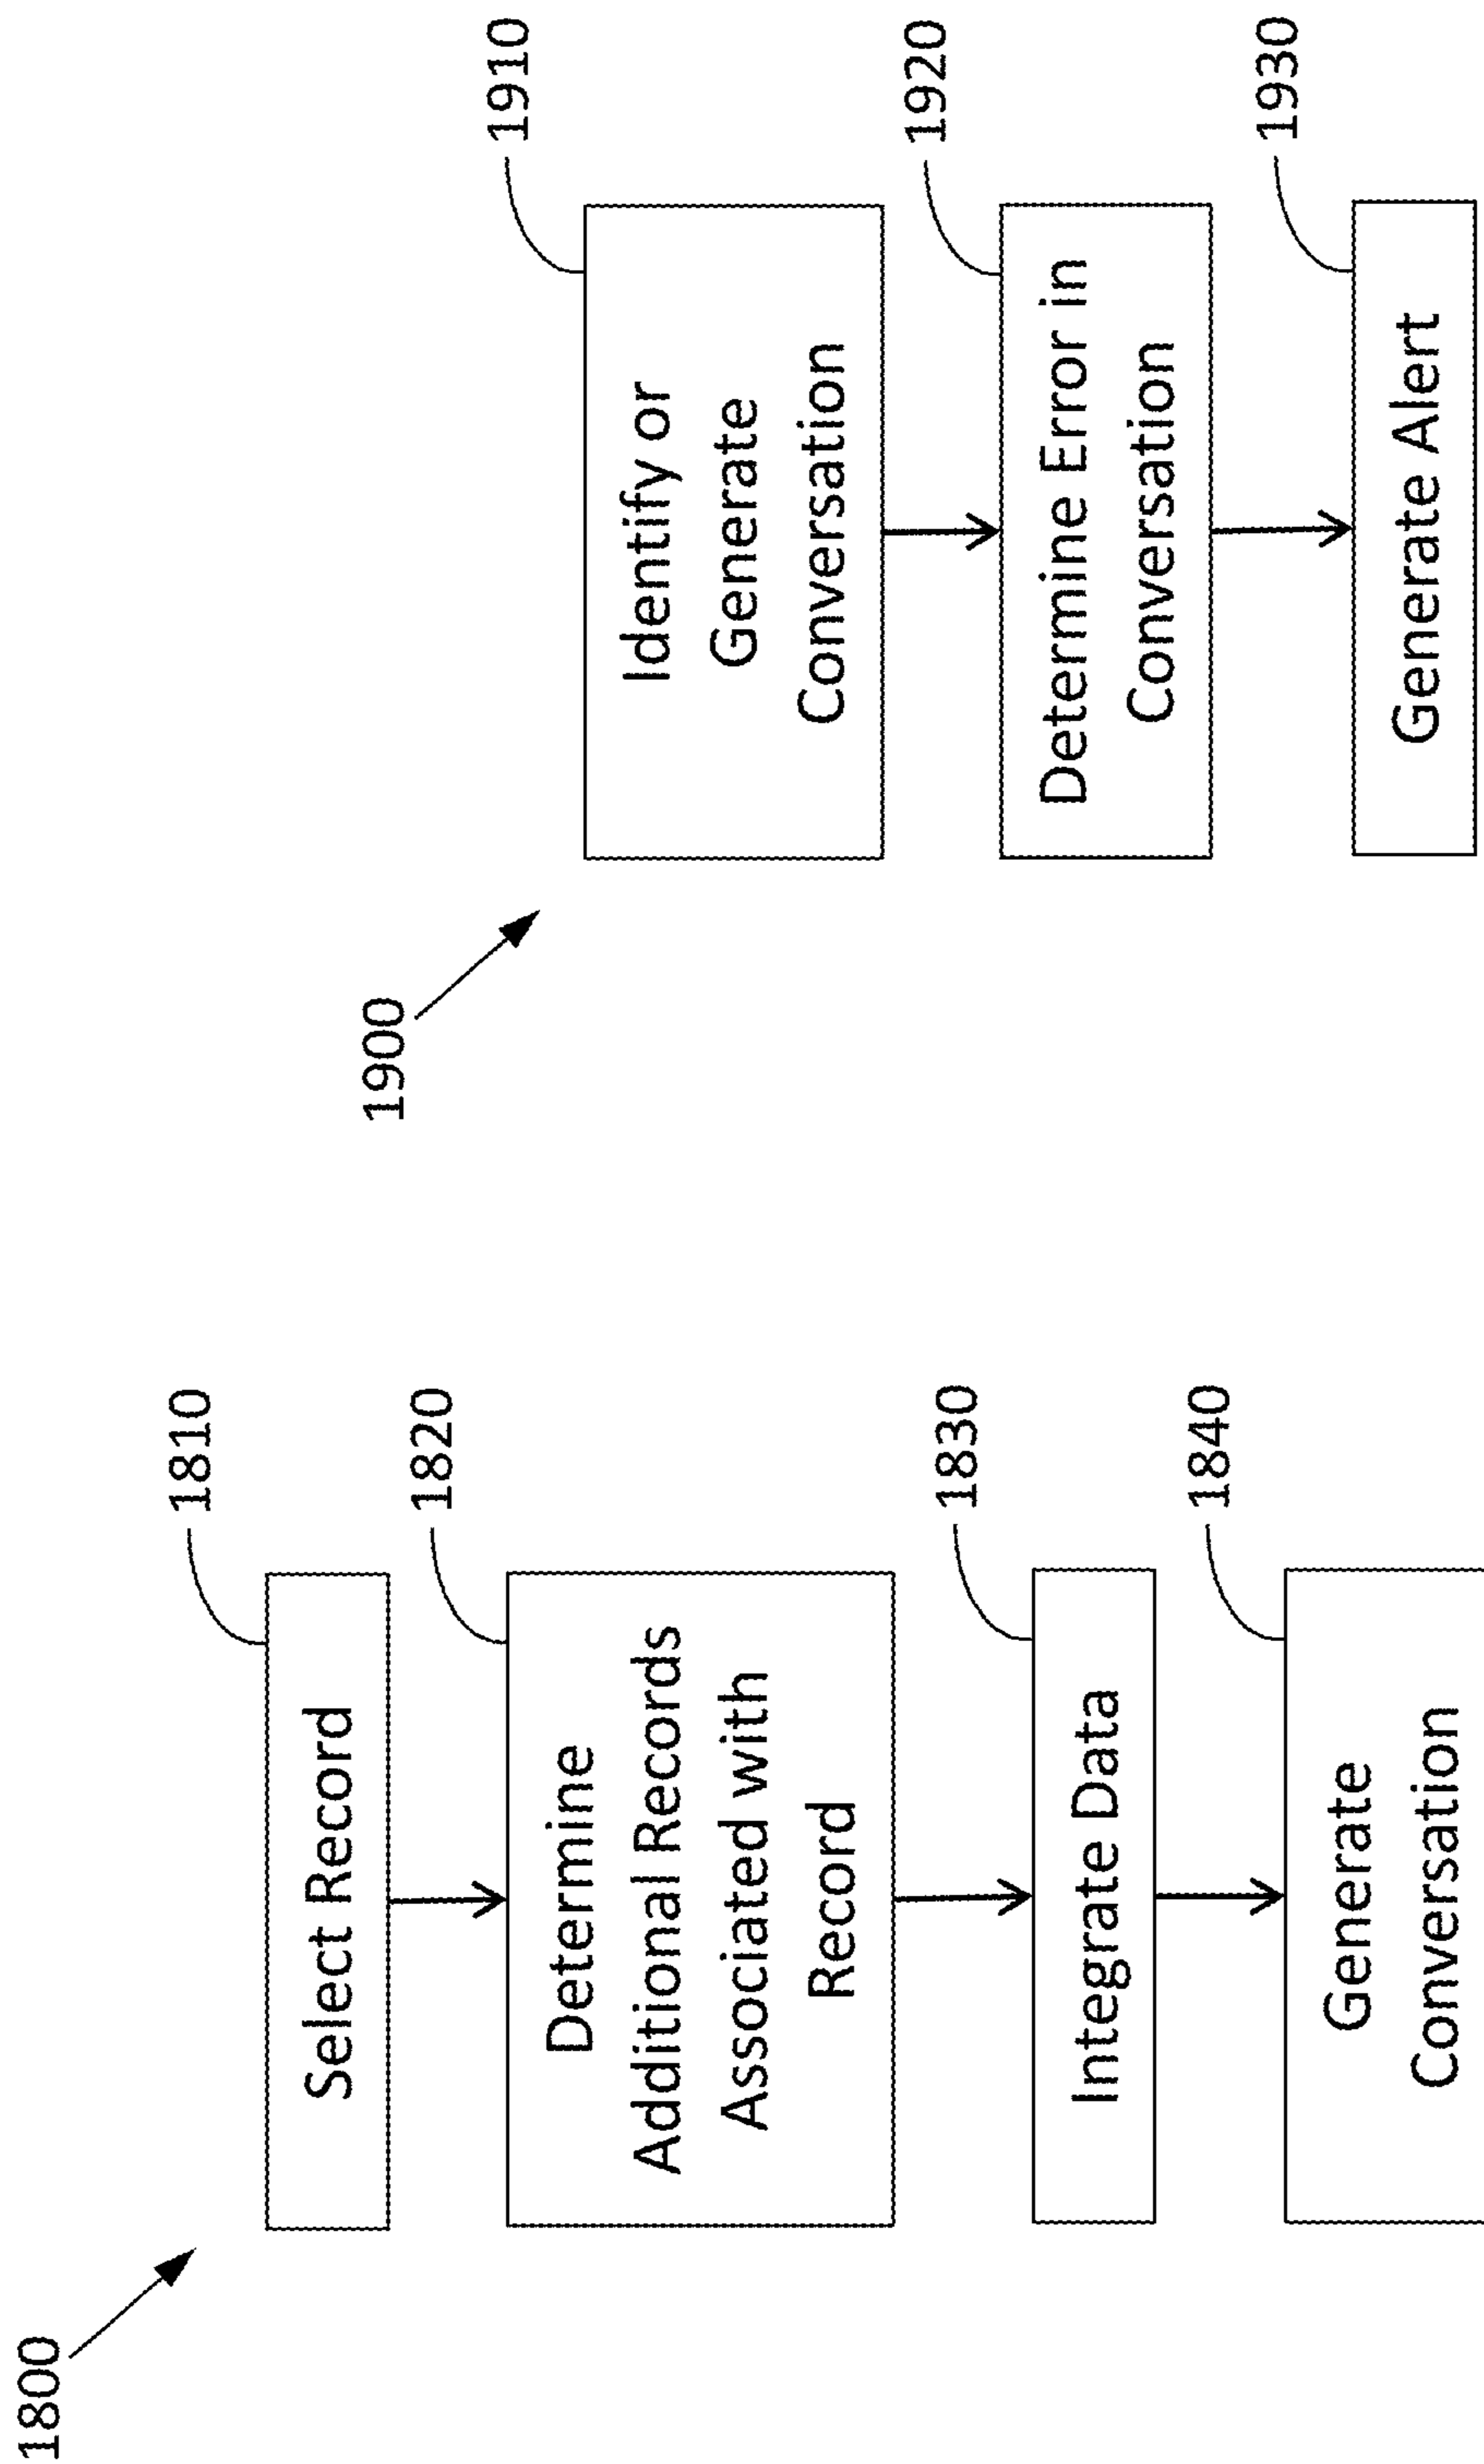 1800
Select Record
1810
Determine
Additional Records
Associated with
Record
1820
Integrate Data
1830
Generate
Conversation
1840
1900
Identify or
Generate
Conversation
1910
Determine Error in
Conversation
1920
Generate Alert
1930